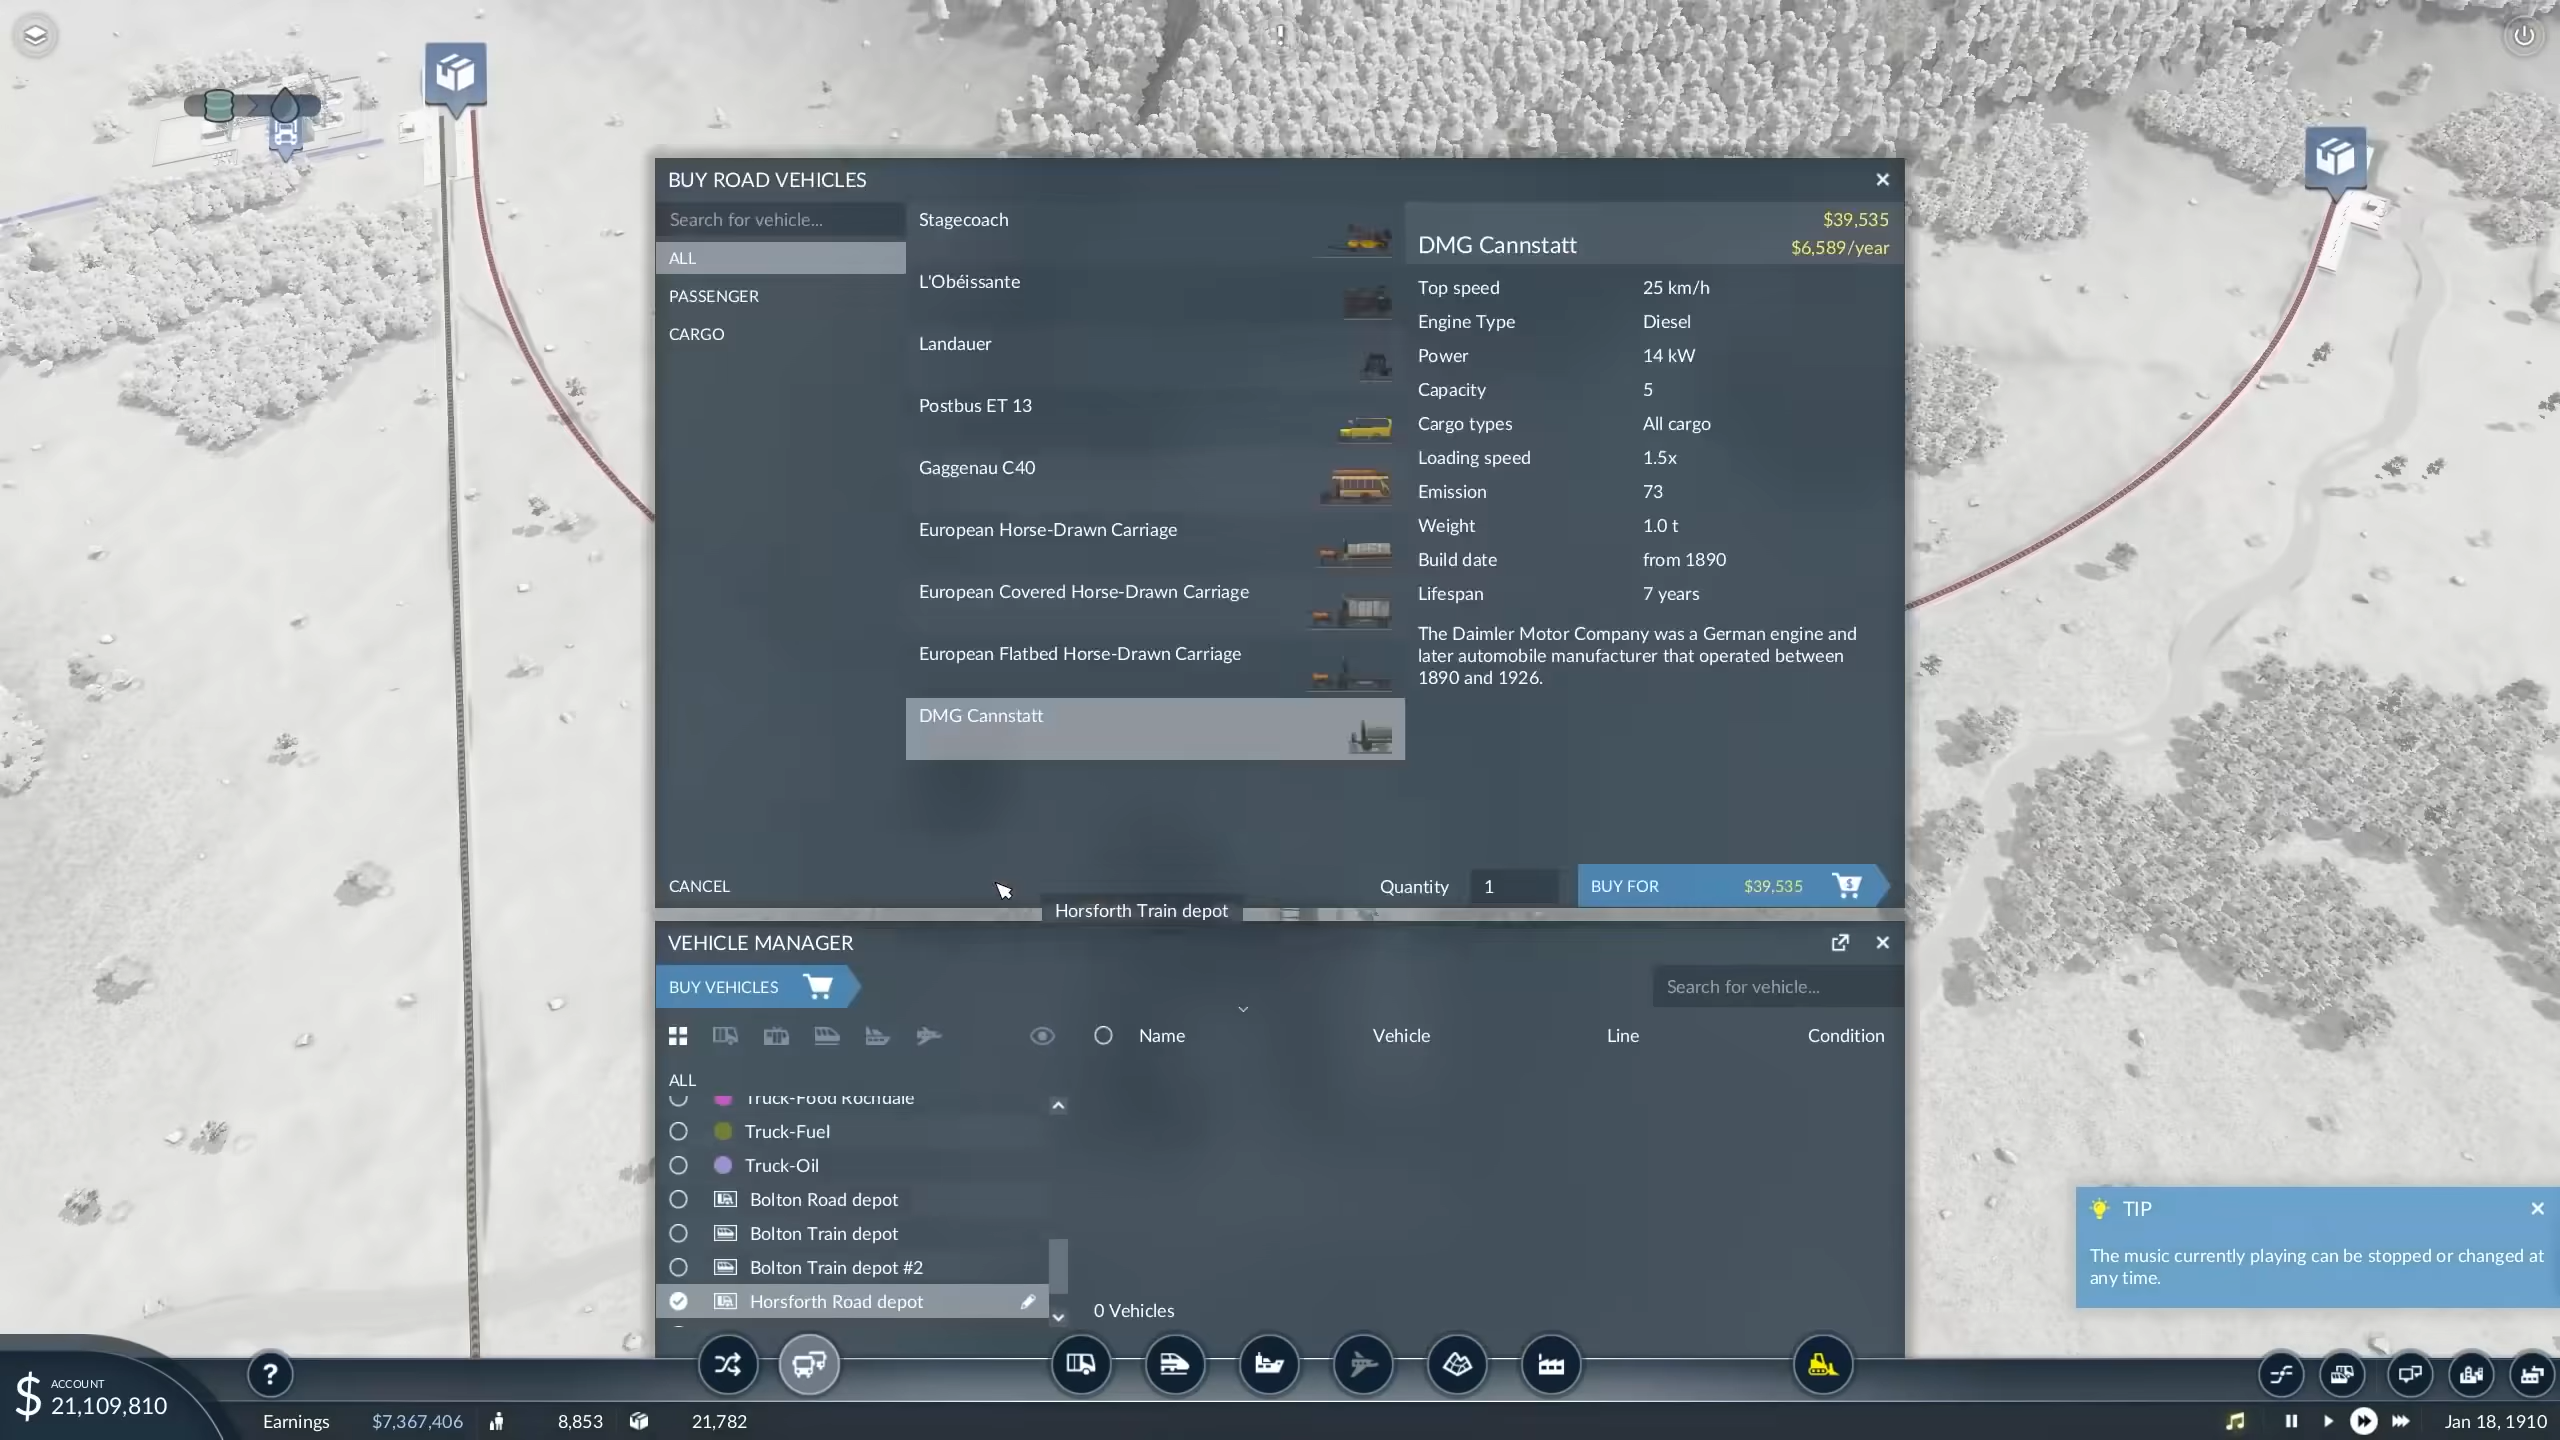 BUY ROAD VEHICLES
Search for vehicle...
ALL
PASSENGER
CARGO
Stagecoach
L'Obéissante
Landauer
Postbus ET 13
Gaggenau C40
European Horse-Drawn Carriage
European Covered Horse-Drawn Carriage
European Flatbed Horse-Drawn Carriage
DMG Cannstatt
$39,535
DMG Cannstatt
$6,589/year
Top speed 25 km/h
Engine Type Diesel
Power 14 kW
Capacity 5
Cargo types All cargo
Loading speed 1.5x
Emission 73
Weight 1.0 t
Build date from 1890
Lifespan 7 years
The Daimler Motor Company was a German engine and
later automobile manufacturer that operated between
1890 and 1926.
CANCEL
Quantity 1
BUY FOR $39,535
Horsforth Train depot
VEHICLE MANAGER
BUY VEHICLES
Search for vehicle...
Name Vehicle Line Condition
ALL
Truck-Food Rochdale
Truck-Fuel
Truck-Oil
Bolton Road depot
Bolton Train depot
Bolton Train depot #2
Horsforth Road depot
0 Vehicles
TIP
The music currently playing can be stopped or changed at
any time.
?
$ ACCOUNT
21,109,810
Earnings $7,367,406 8,853 21,782
Jan 18, 1910